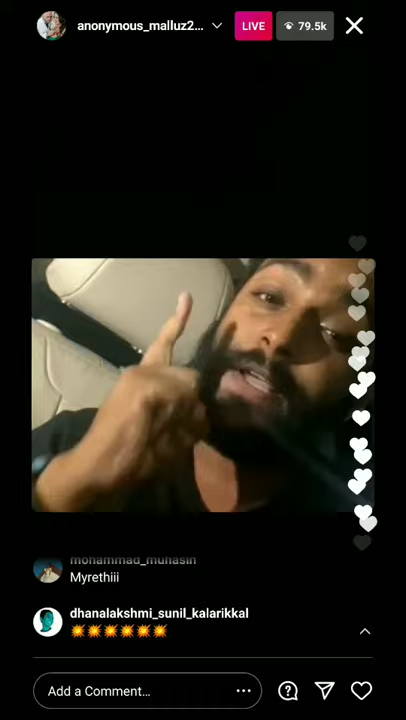 anonymous_malluz2...
LIVE
79.5k
mohammad_muhasin
Myrethiii
dhanalakshmi_sunil_kalarikkal
💥💥💥💥💥💥
Add a Comment...